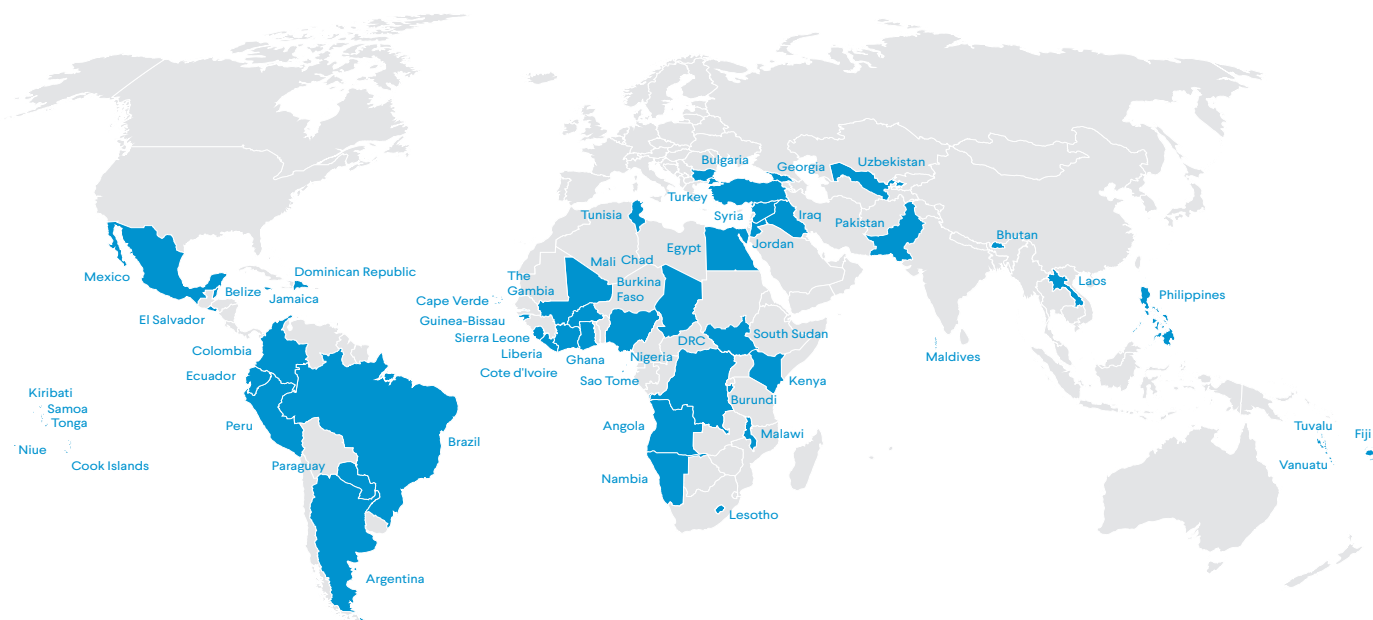 Bulgaria
Georgia
Uzbekistan
Turkey
Tunisia
Syria
Iraq
Pakistan
Bhutan
Egypt
Jordan
Mexico
Dominican Republic
Belize
Jamaica
El Salvador
The
Gambia
Mali
Chad
Burkina
Faso
Cape Verde
Guinea-Bissau
Sierra Leone
Liberia
Ghana
Cote d'Ivoire
Nigeria
Sao Tome
DRC
South Sudan
Laos
Philippines
Maldives
Colombia
Ecuador
Kenya
Burundi
Kiribati
Samoa
Tonga
Niue
Cook Islands
Peru
Brazil
Paraguay
Angola
Malawi
Nambia
Lesotho
Tuvalu
Fiji
Vanuatu
Argentina